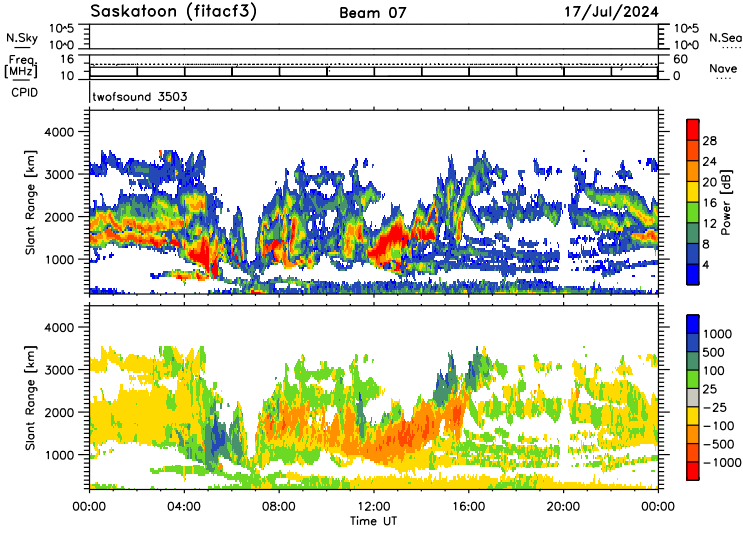 Saskatoon (fitacf3) Beam 07 17/Jul/2024
N.Sky 10^5 10^0 10^5 10^0 N.Sea
Freq. [MHz] 16 10 60 0 Nave
CPID twofsound 3503
Slant Range [km] 4000 3000 2000 1000
28 24 20 16 12 8 4 Power [dB]
Slant Range [km] 4000 3000 2000 1000
1000 500 100 25 -25 -100 -500 -1000
00:00 04:00 08:00 12:00 16:00 20:00 00:00
Time UT